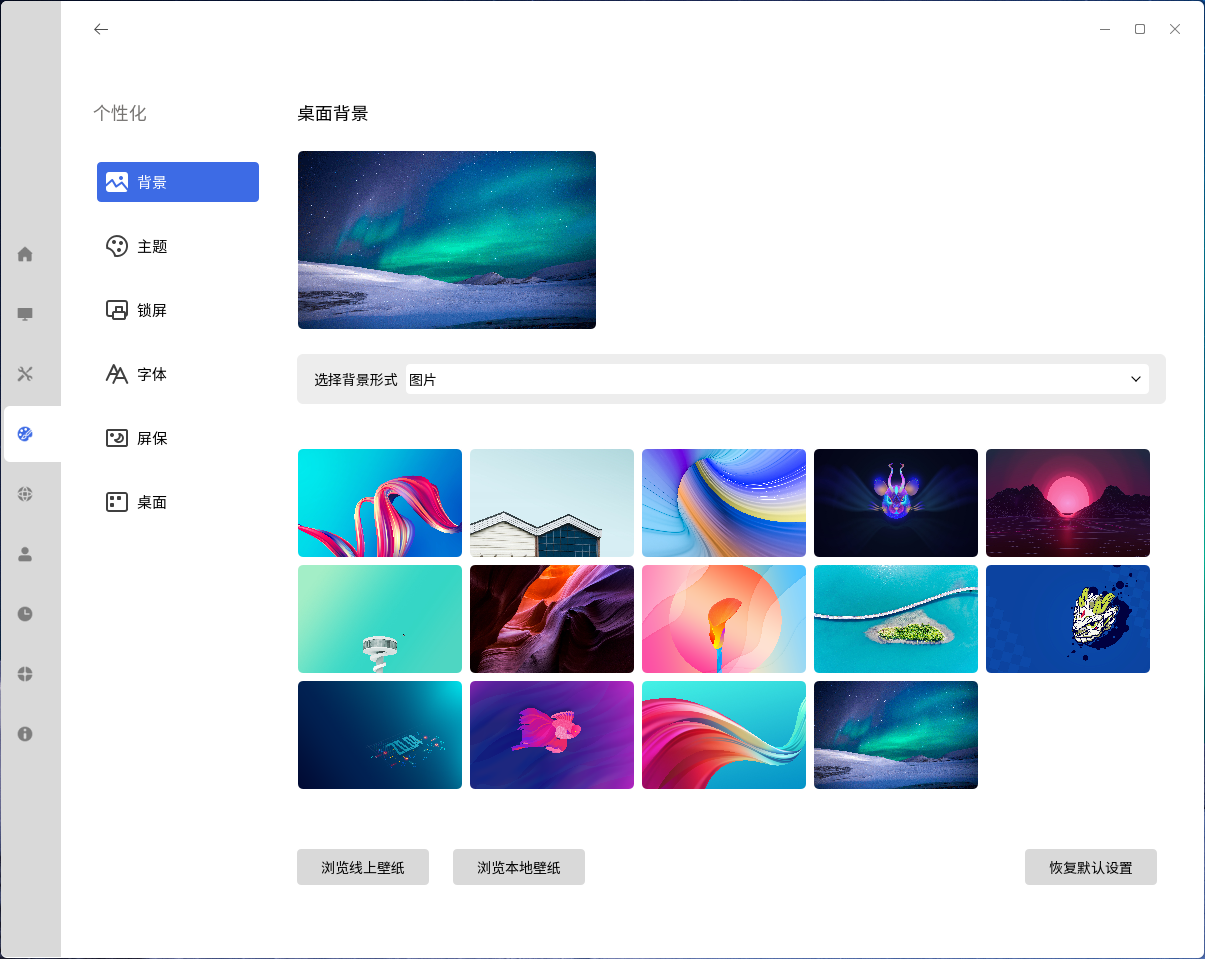 个性化
背景
主题
锁屏
字体
屏保
桌面
桌面背景
选择背景形式 图片
浏览线上壁纸 浏览本地壁纸 恢复默认设置